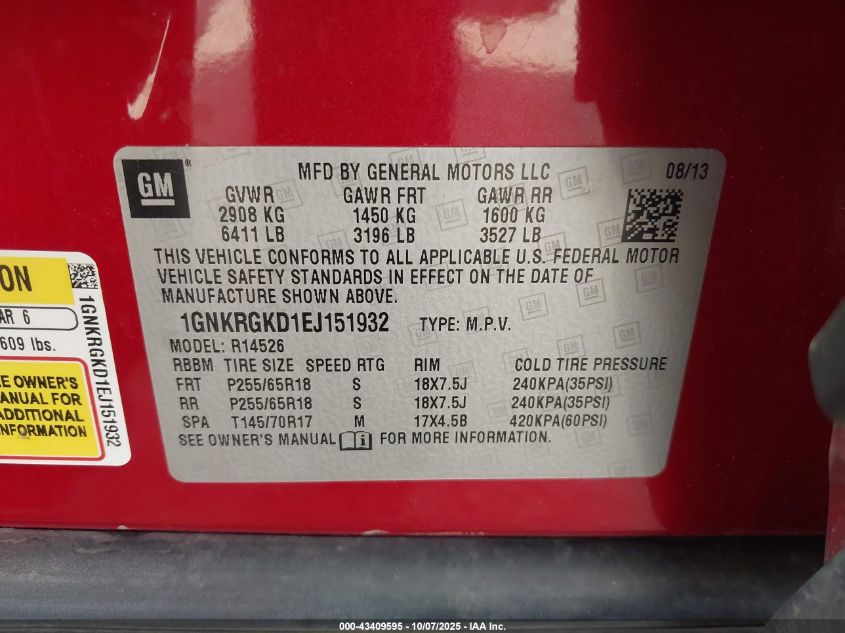 GM
®
MFD BY GENERAL MOTORS LLC 08/13
GVWR GAWR FRT GAWR RR
2908 KG 1450 KG 1600 KG
6411 LB 3196 LB 3527 LB
THIS VEHICLE CONFORMS TO ALL APPLICABLE U.S. FEDERAL MOTOR
VEHICLE SAFETY STANDARDS IN EFFECT ON THE DATE OF
MANUFACTURE SHOWN ABOVE.
1GNKRGKD1EJ151932 TYPE: M.P.V.
MODEL: R14526
RBBM TIRE SIZE SPEED RTG RIM COLD TIRE PRESSURE
FRT P255/65R18 S 18X7.5J 240KPA(35PSI)
RR P255/65R18 S 18X7.5J 240KPA(35PSI)
SPA T145/70R17 M 17X4.5B 420KPA(60PSI)
SEE OWNER'S MANUAL FOR MORE INFORMATION.
ON
AR 6
609 lbs.
EE OWNER'S
MANUAL FOR
ADDITIONAL
INFORMATION
1GNKRGKD1EJ151932
000-43409595 - 10/07/2025 - IAA Inc.